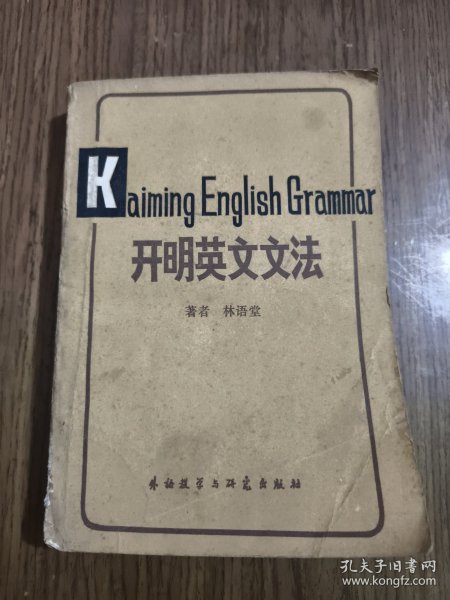 Kaiming English Grammar
开明英文文法
著者 林语堂
外语教学与研究出版社
孔夫子旧书网
www.kongfz.com